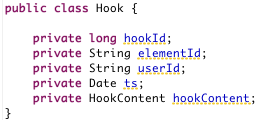 public class Hook {
private long hookId;
private String elementId;
private String userId;
private Date ts;
private HookContent hookContent;
}